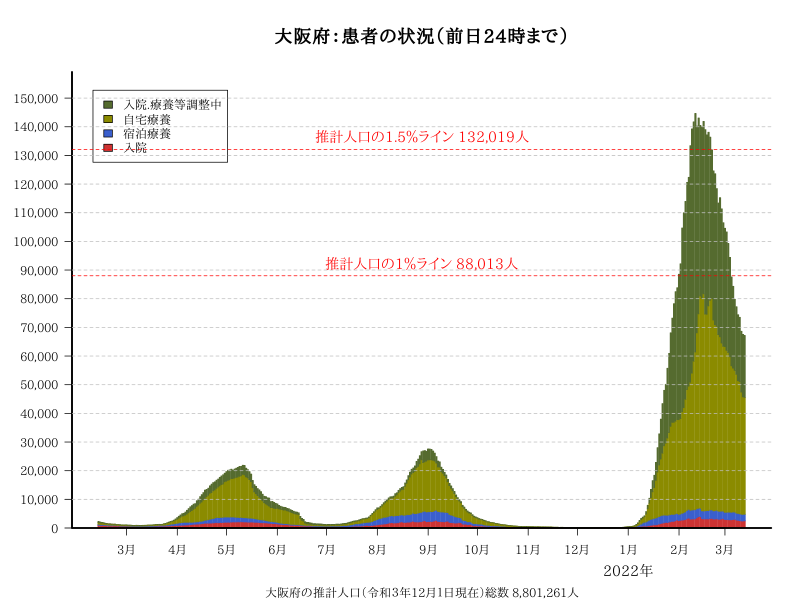 大阪府：患者の状況（前日24時まで）
150,000
140,000
130,000
120,000
110,000
100,000
90,000
80,000
70,000
60,000
50,000
40,000
30,000
20,000
10,000
0
入院.療養等調整中
自宅療養
宿泊療養
入院
推計人口の1.5%ライン 132,019人
推計人口の1%ライン 88,013人
3月 4月 5月 6月 7月 8月 9月 10月 11月 12月 1月 2月 3月
2022年
大阪府の推計人口（令和3年12月1日現在）総数 8,801,261人